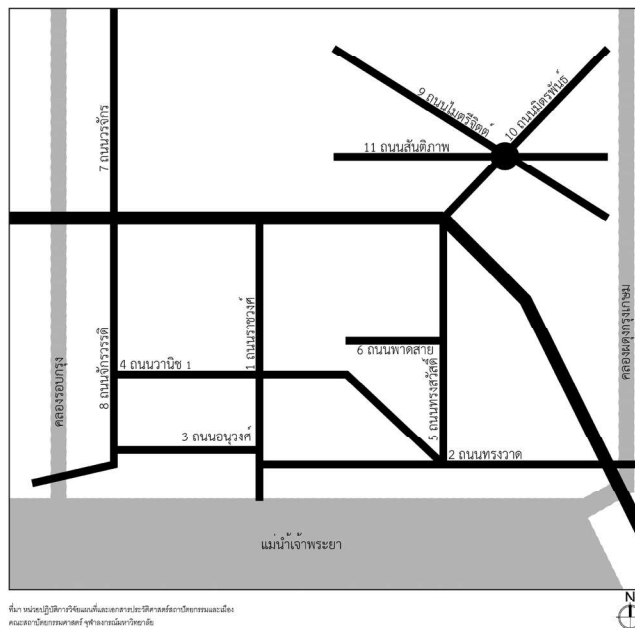 9 ถนนไมตรีจิตต์
10 ถนนมิตรพันธ์
7 ถนนวรจักร
11 ถนนสันติภาพ
คลองรอบกรุง
8 ถนนจักรวรรดิ
1 ถนนราชวงศ์
คลองผดุงกรุงเกษม
6 ถนนพาดสาย
4 ถนนวานิช 1
5 ถนนทรงสวัสดิ์
3 ถนนอนุวงศ์
2 ถนนทรงวาด
แม่น้ำเจ้าพระยา
N
ที่มา หน่วยปฏิบัติการวิจัยแผนที่และเอกสารประวัติศาสตร์สถาปัตยกรรมและเมือง
คณะสถาปัตยกรรมศาสตร์ จุฬาลงกรณ์มหาวิทยาลัย